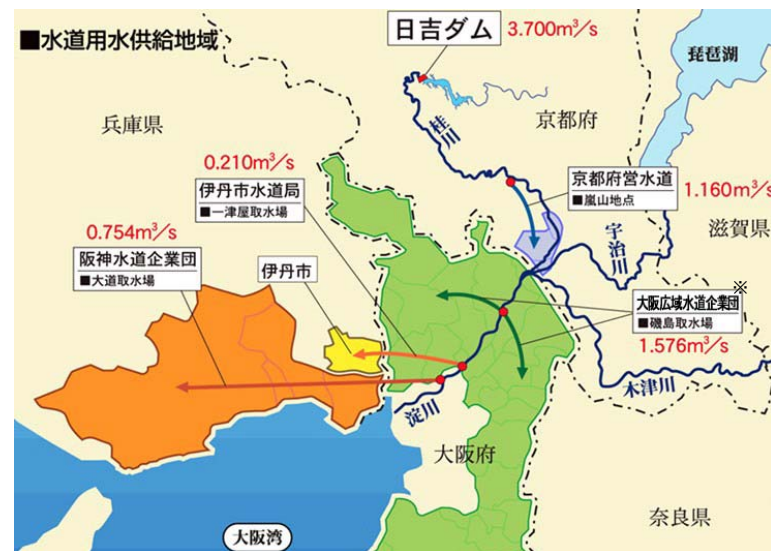 ■水道用水供給地域
日吉ダム 3.700m³/s
琵琶湖
兵庫県
桂川
京都府
0.210m³/s
伊丹市水道局
■一津屋取水場
京都府営水道
■嵐山地点
1.160m³/s
宇治川
滋賀県
0.754m³/s
阪神水道企業団
■大道取水場
伊丹市
※
大阪広域水道企業団
■磯島取水場
1.576m³/s
木津川
淀川
大阪府
奈良県
大阪湾